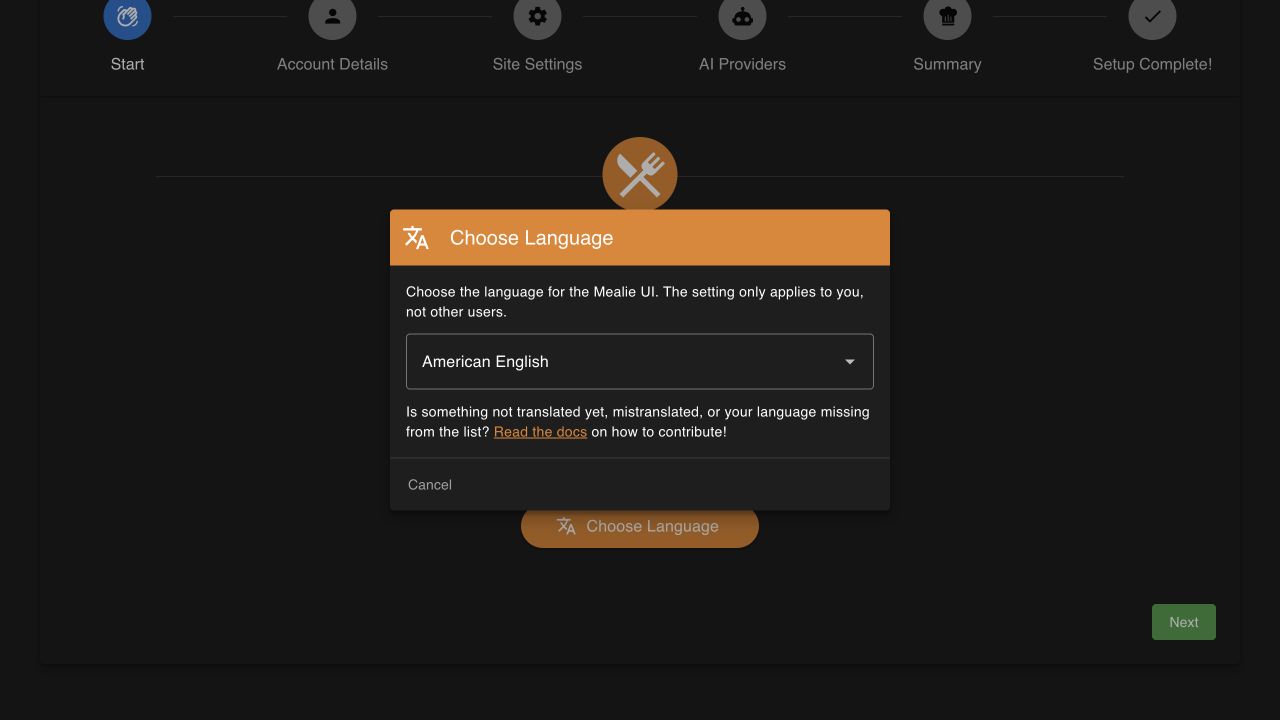 Start
Account Details
Site Settings
AI Providers
Summary
Setup Complete!
Choose Language
Choose the language for the Mealie UI. The setting only applies to you,
not other users.
American English
Is something not translated yet, mistranslated, or your language missing
from the list? Read the docs on how to contribute!
Cancel
Choose Language
Next